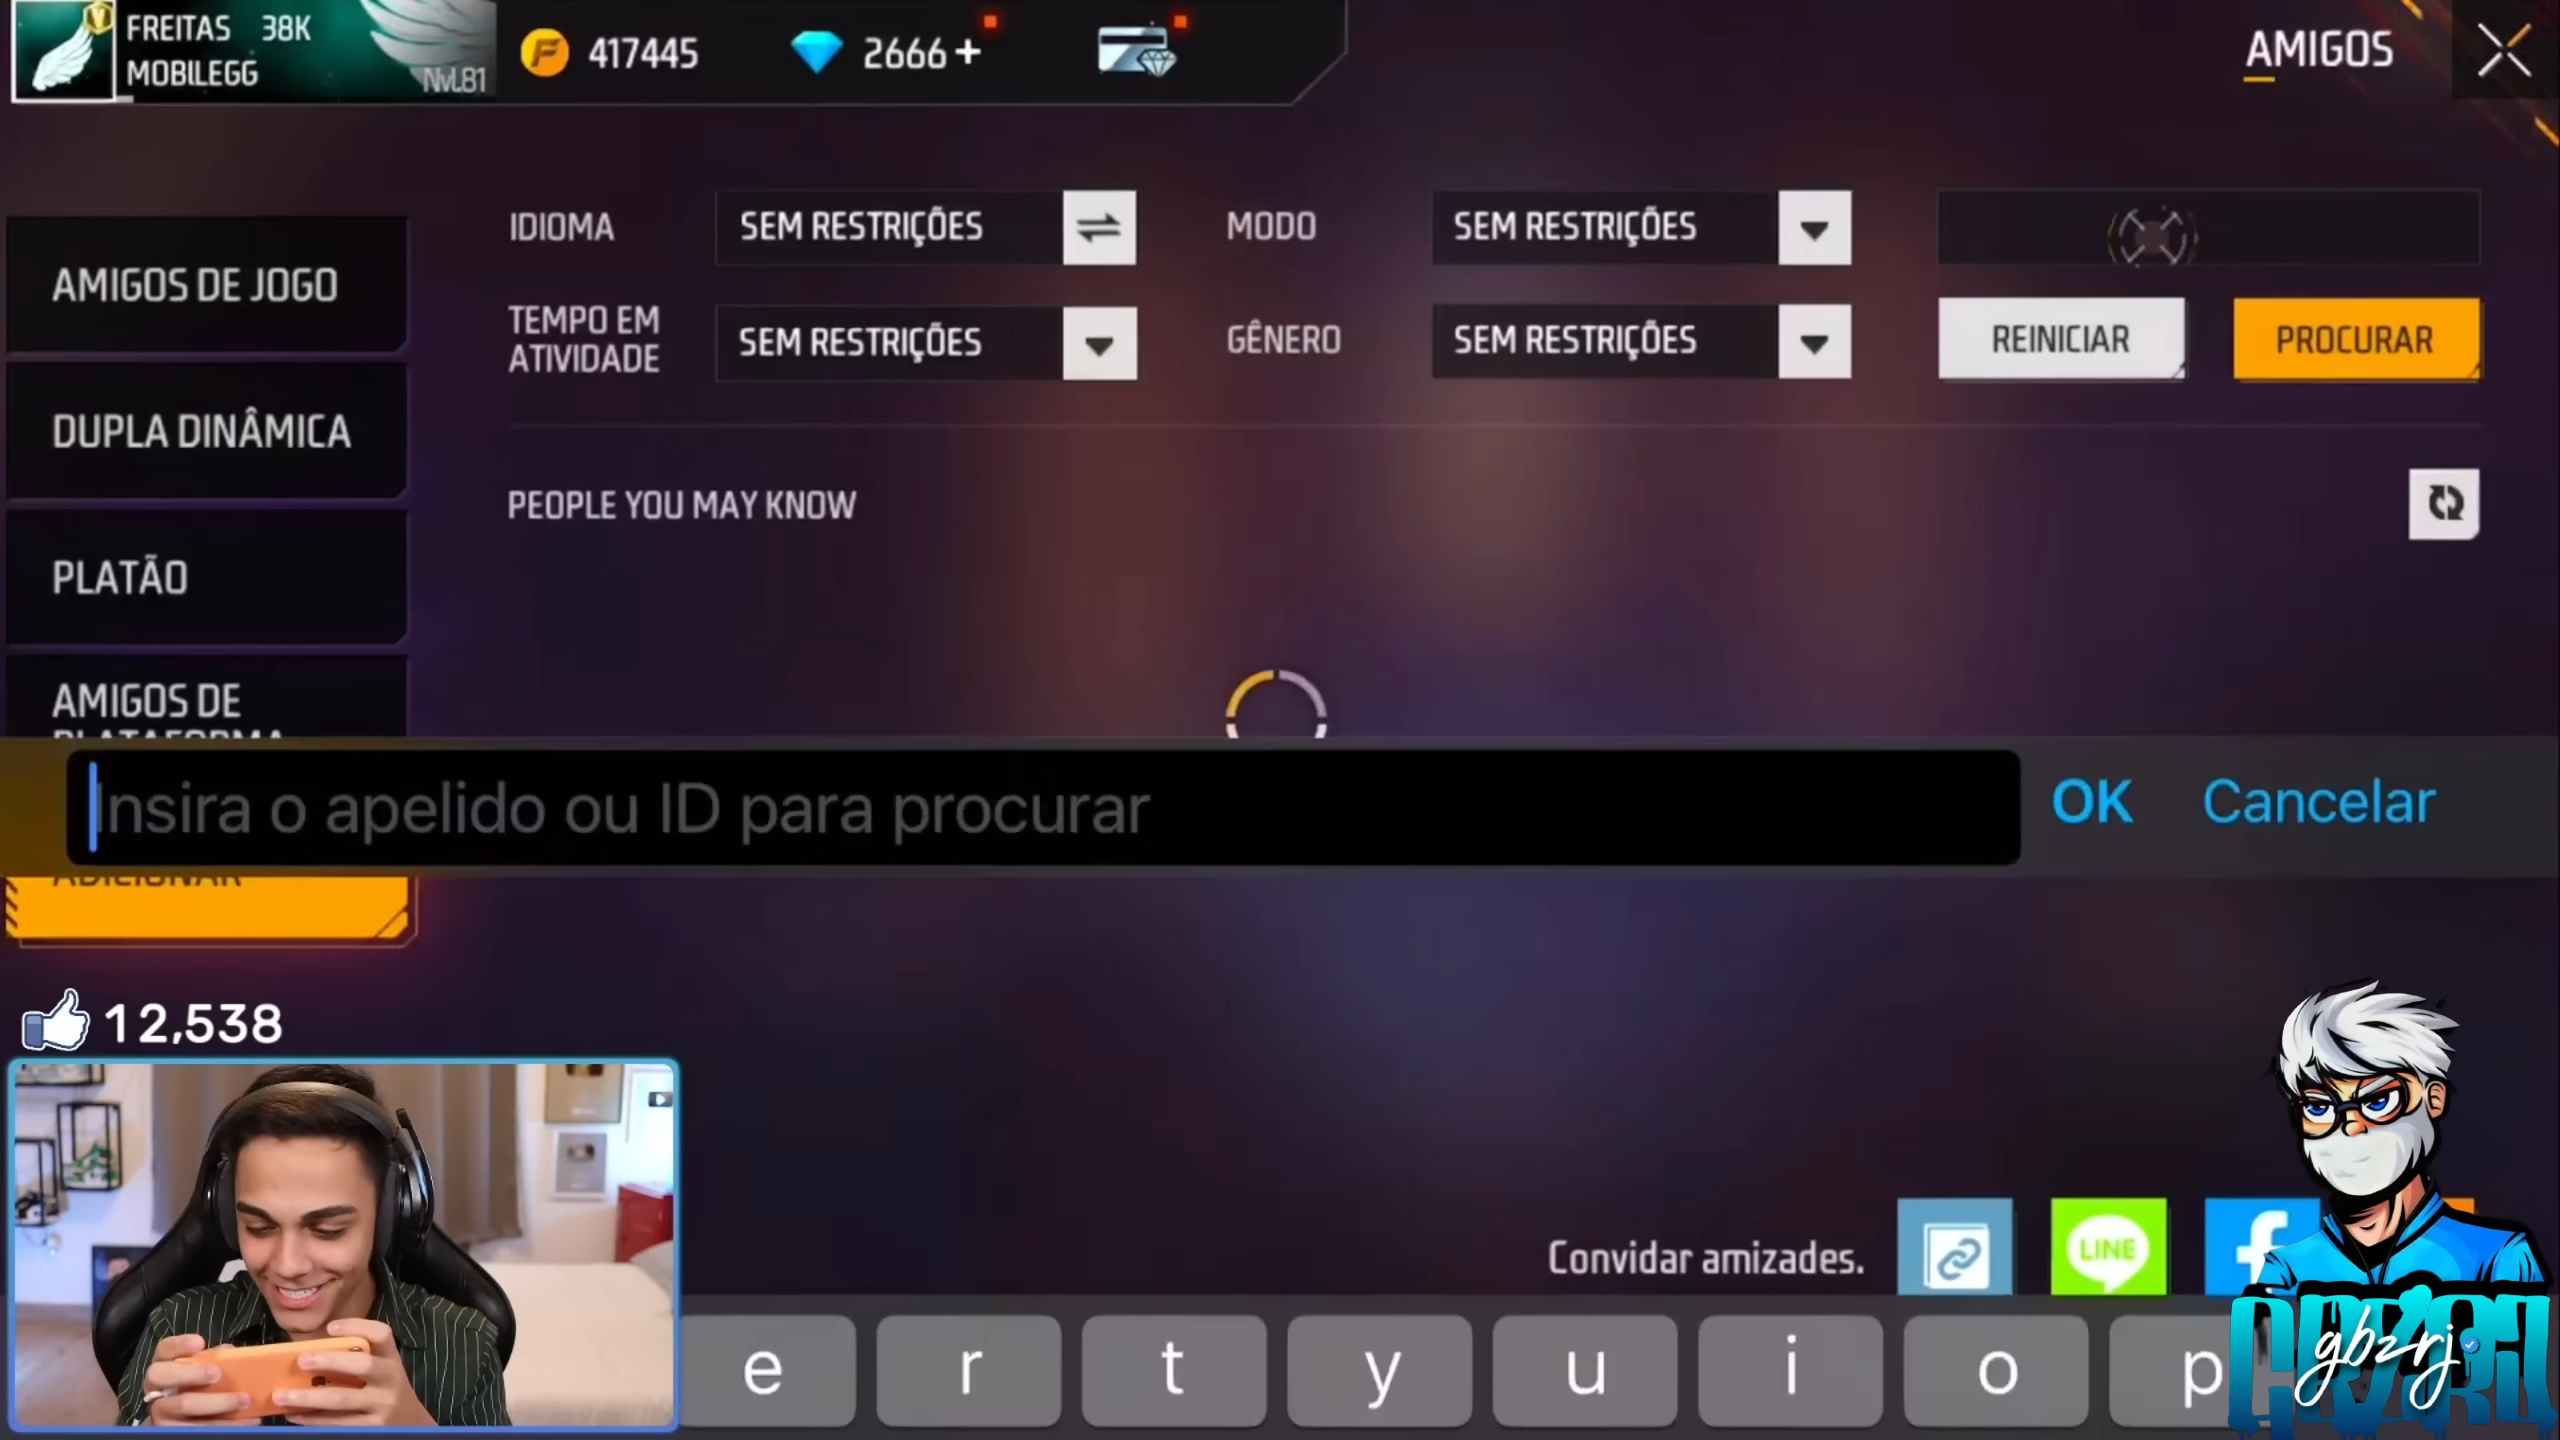 FREITAS 38K
MOBILEGG
Nvl.81
417445
2666+
AMIGOS
IDIOMA
SEM RESTRIÇÕES
MODO
SEM RESTRIÇÕES
TEMPO EM
ATIVIDADE
SEM RESTRIÇÕES
GÊNERO
SEM RESTRIÇÕES
REINICIAR
PROCURAR
AMIGOS DE JOGO
DUPLA DINÂMICA
PLATÃO
AMIGOS DE
PLATAFORMA
PEOPLE YOU MAY KNOW
Insira o apelido ou ID para procurar
OK
Cancelar
ADICIONAR
12,538
Convidar amizades.
LINE
f
e r t y u i o p
gbzrj